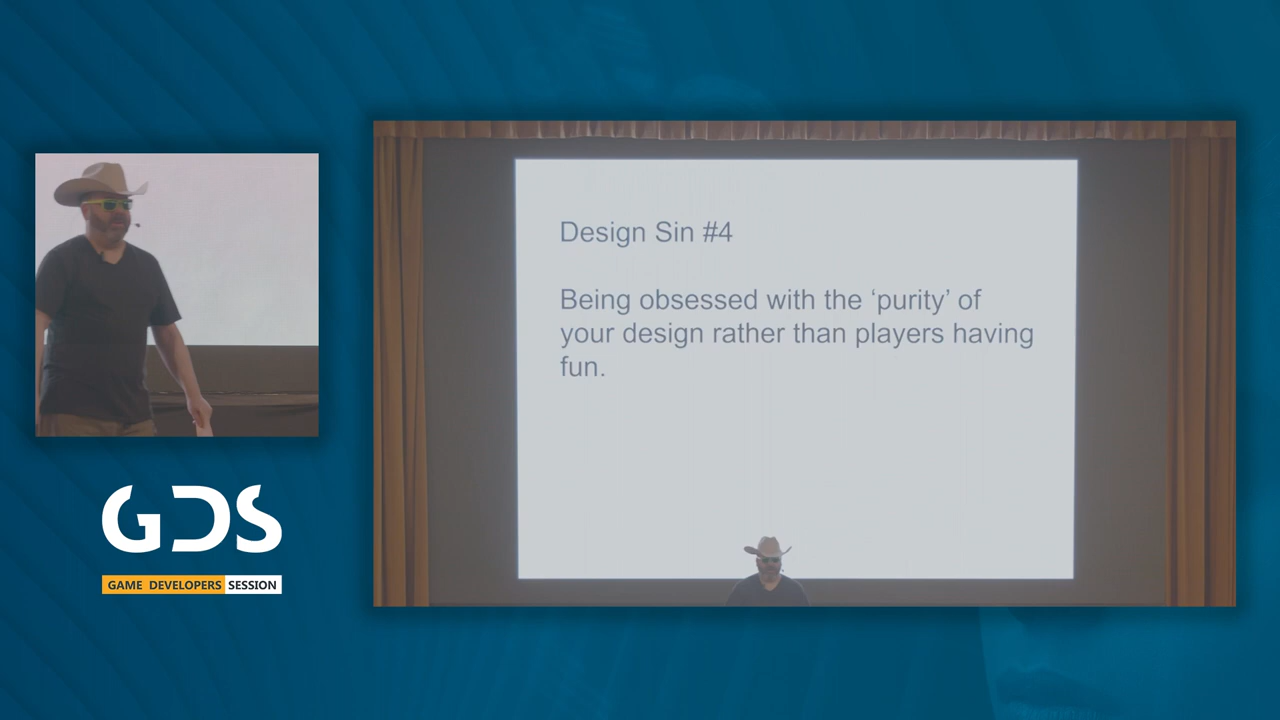 Design Sin #4
Being obsessed with the ‘purity’ of
your design rather than players having
fun.
GDS
GAME DEVELOPERS SESSION